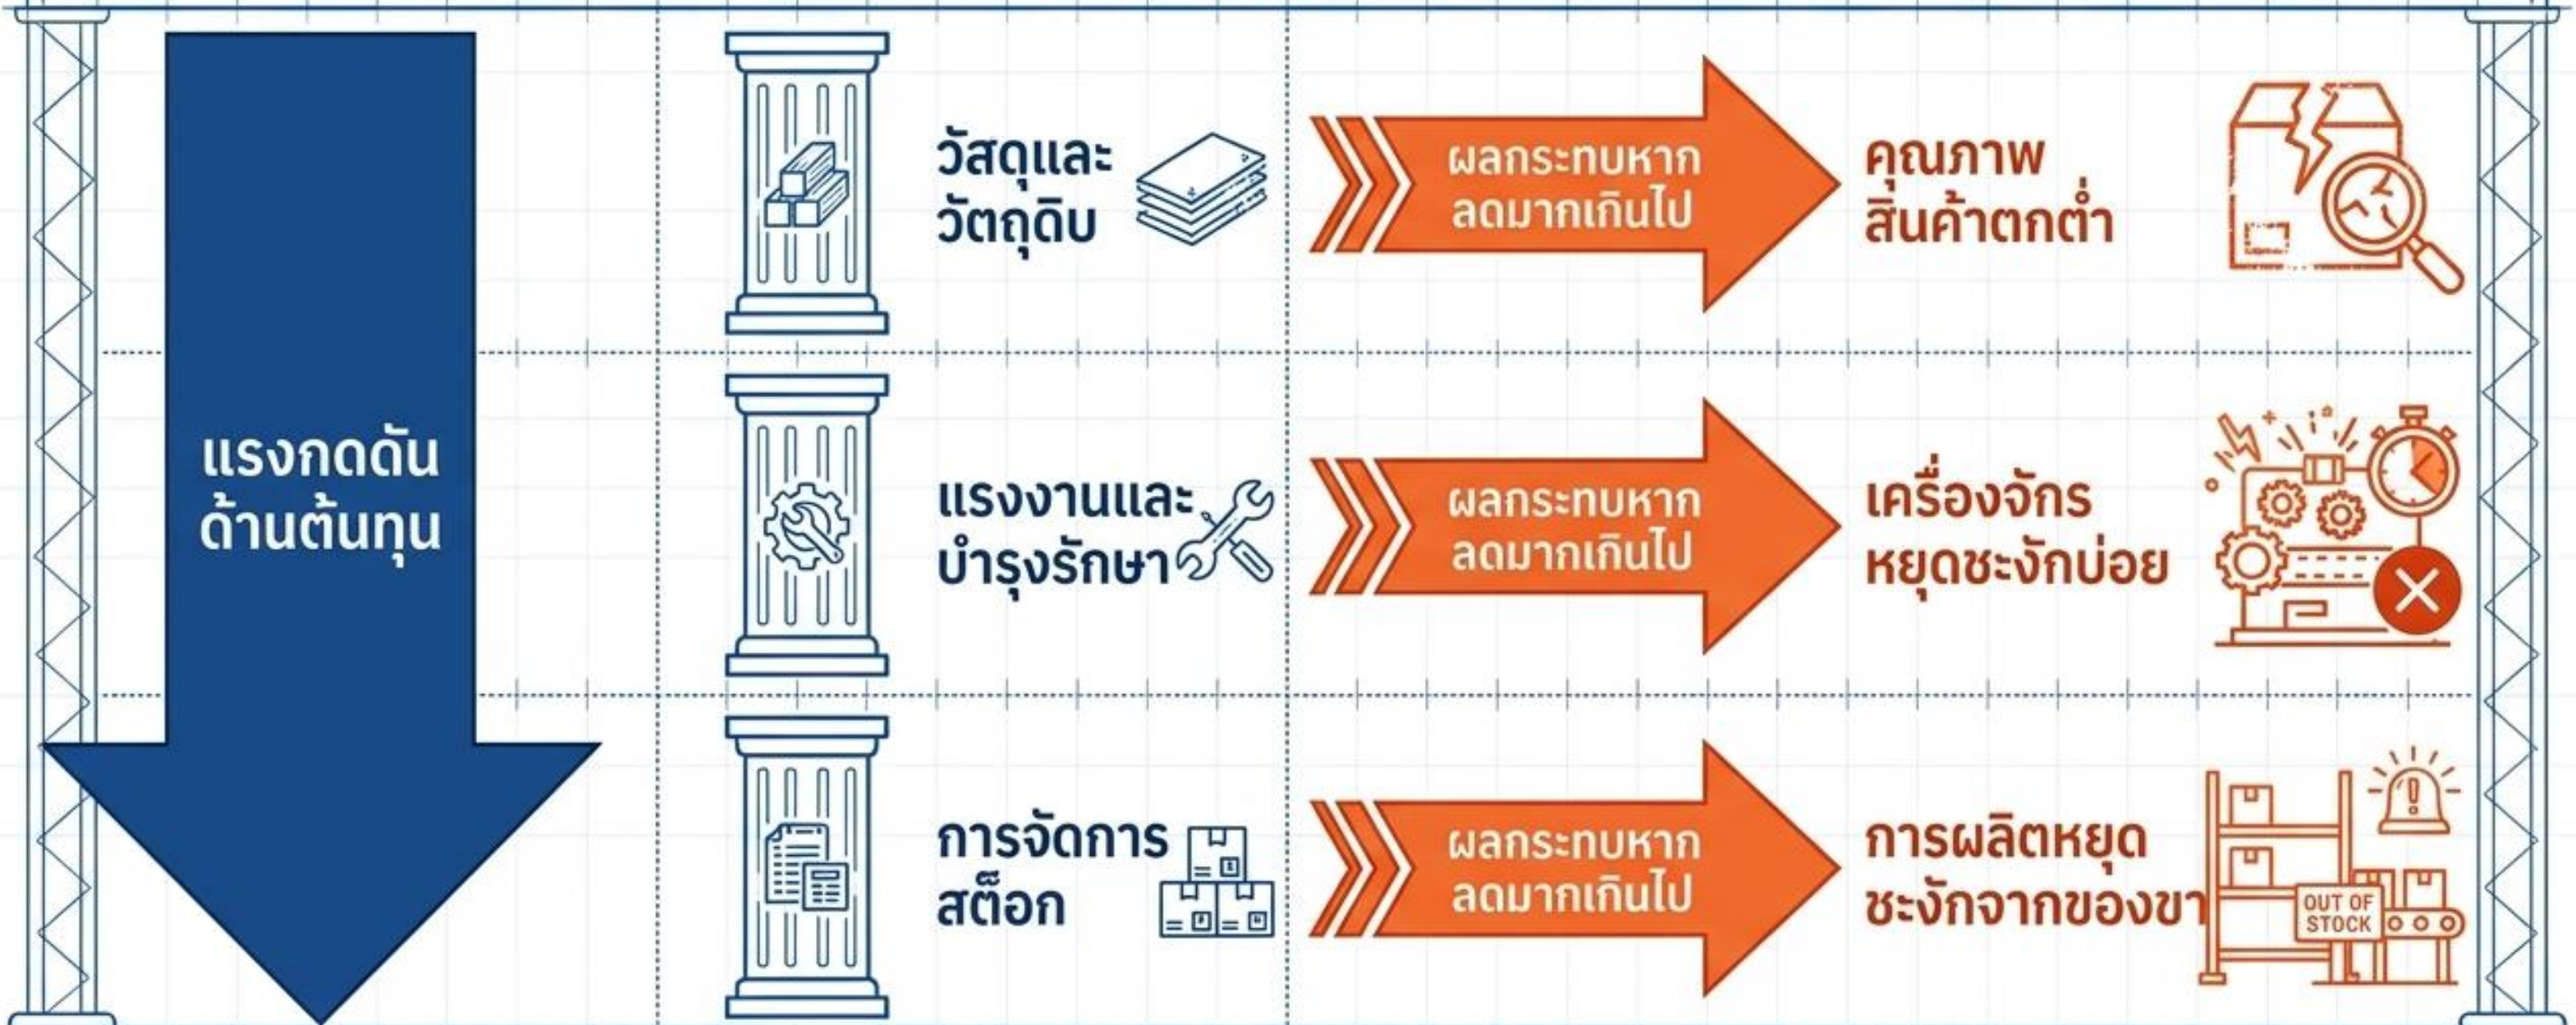 แรงกดดัน
ด้านต้นทุน
วัสดุและ
วัตถุดิบ
ผลกระทบหาก
ลดมากเกินไป
คุณภาพ
สินค้าตกต่ำ
แรงงานและ
บำรุงรักษา
ผลกระทบหาก
ลดมากเกินไป
เครื่องจักร
หยุดชะงักบ่อย
การจัดการ
สต็อก
ผลกระทบหาก
ลดมากเกินไป
การผลิตหยุด
ชะงักจากของขา
OUT OF
STOCK